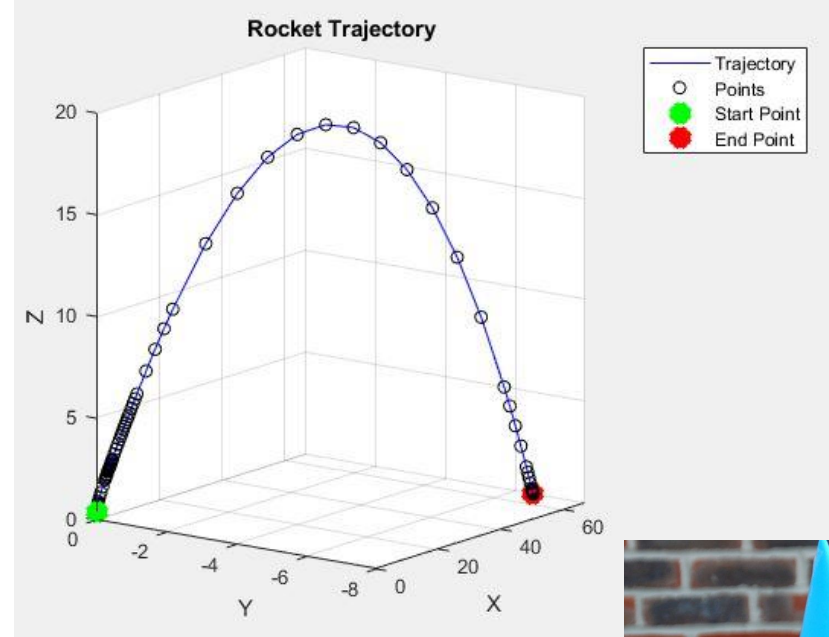 Rocket Trajectory
Trajectory
Points
Start Point
End Point
20
15
10
5
0
Z
0
-2
-4
-6
-8
Y
0
20
40
60
X